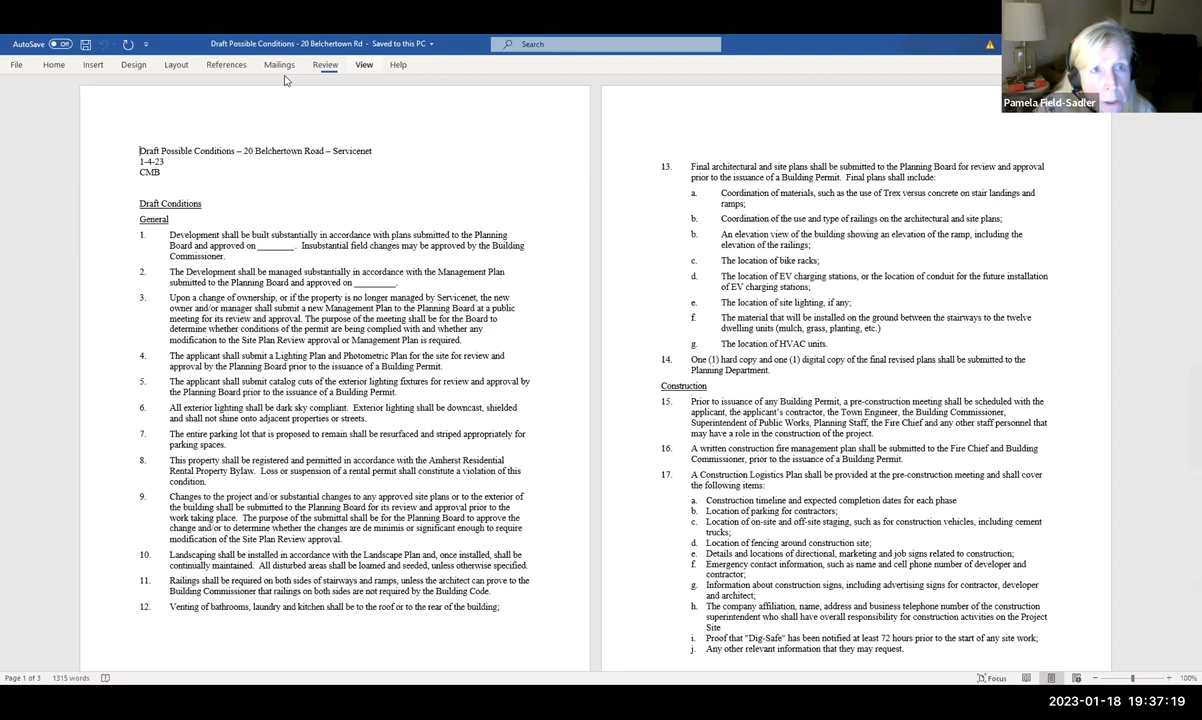 AutoSave Off
Draft Possible Conditions - 20 Belchertown Rd - Saved to this PC
Search
File Home Insert Design Layout References Mailings Review View Help
Pamela Field-Sadler
Draft Possible Conditions – 20 Belchertown Road – Servicenet
1-4-23
CMB
Draft Conditions
General
1. Development shall be built substantially in accordance with plans submitted to the Planning
Board and approved on ________. Insubstantial field changes may be approved by the Building
Commissioner.
2. The Development shall be managed substantially in accordance with the Management Plan
submitted to the Planning Board and approved on _________.
3. Upon a change of ownership, or if the property is no longer managed by Servicenet, the new
owner and/or manager shall submit a new Management Plan to the Planning Board at a public
meeting for its review and approval. The purpose of the meeting shall be for the Board to
determine whether conditions of the permit are being complied with and whether any
modification to the Site Plan Review approval or Management Plan is required.
4. The applicant shall submit a Lighting Plan and Photometric Plan for the site for review and
approval by the Planning Board prior to the issuance of a Building Permit.
5. The applicant shall submit catalog cuts of the exterior lighting fixtures for review and approval by
the Planning Board prior to the issuance of a Building Permit.
6. All exterior lighting shall be dark sky compliant. Exterior lighting shall be downcast, shielded
and shall not shine onto adjacent properties or streets.
7. The entire parking lot that is proposed to remain shall be resurfaced and striped appropriately for
parking spaces.
8. This property shall be registered and permitted in accordance with the Amherst Residential
Rental Property Bylaw. Loss or suspension of a rental permit shall constitute a violation of this
condition.
9. Changes to the project and/or substantial changes to any approved site plans or to the exterior of
the building shall be submitted to the Planning Board for its review and approval prior to the
work taking place. The purpose of the submittal shall be for the Planning Board to approve the
change and/or to determine whether the changes are de minimis or significant enough to require
modification of the Site Plan Review approval.
10. Landscaping shall be installed in accordance with the Landscape Plan and, once installed, shall be
continually maintained. All disturbed areas shall be loamed and seeded, unless otherwise specified.
11. Railings shall be required on both sides of stairways and ramps, unless the architect can prove to the
Building Commissioner that railings on both sides are not required by the Building Code.
12. Venting of bathrooms, laundry and kitchen shall be to the roof or to the rear of the building;
13. Final architectural and site plans shall be submitted to the Planning Board for review and approval
prior to the issuance of a Building Permit. Final plans shall include:
a. Coordination of materials, such as the use of Trex versus concrete on stair landings and
ramps;
b. Coordination of the use and type of railings on the architectural and site plans;
b. An elevation view of the building showing an elevation of the ramp, including the
elevation of the railings;
c. The location of bike racks;
d. The location of EV charging stations, or the location of conduit for the future installation
of EV charging stations;
e. The location of site lighting, if any;
f. The material that will be installed on the ground between the stairways to the twelve
dwelling units (mulch, grass, planting, etc.)
g. The location of HVAC units.
14. One (1) hard copy and one (1) digital copy of the final revised plans shall be submitted to the
Planning Department.
Construction
15. Prior to issuance of any Building Permit, a pre-construction meeting shall be scheduled with the
applicant, the applicant's contractor, the Town Engineer, the Building Commissioner,
Superintendent of Public Works, Planning Staff, the Fire Chief and any other staff personnel that
may have a role in the construction of the project.
16. A written construction fire management plan shall be submitted to the Fire Chief and Building
Commissioner, prior to the issuance of a Building Permit.
17. A Construction Logistics Plan shall be provided at the pre-construction meeting and shall cover
the following items:
a. Construction timeline and expected completion dates for each phase
b. Location of parking for contractors;
c. Location of on-site and off-site staging, such as for construction vehicles, including cement
trucks;
d. Location of fencing around construction site;
e. Details and locations of directional, marketing and job signs related to construction;
f. Emergency contact information, such as name and cell phone number of developer and
contractor;
g. Information about construction signs, including advertising signs for contractor, developer
and architect;
h. The company affiliation, name, address and business telephone number of the construction
superintendent who shall have overall responsibility for construction activities on the Project
Site
i. Proof that "Dig-Safe" has been notified at least 72 hours prior to the start of any site work;
j. Any other relevant information that they may request.
Page 1 of 3 1315 words Focus 100%
2023-01-18 19:37:19